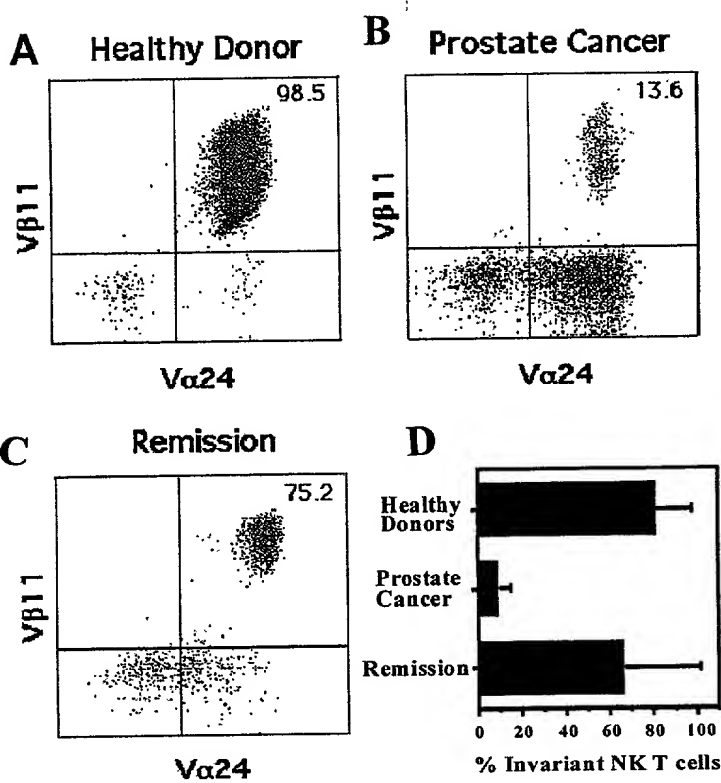 A
Healthy Donor
98.5
Vβ11
Vα24
B
Prostate Cancer
13.6
Vβ11
Vα24
C
Remission
75.2
Vβ11
Vα24
D
Healthy
Donors
Prostate
Cancer
Remission
0 20 40 60 80 100
% Invariant NK T cells